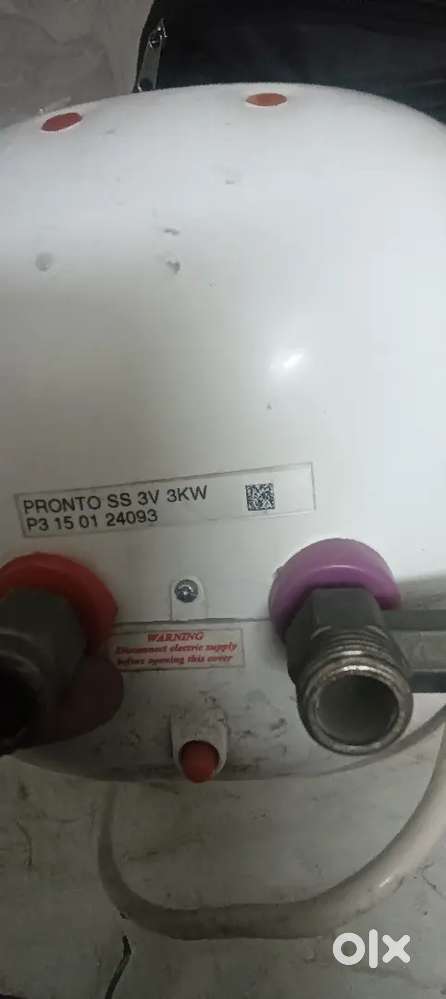 PRONTO SS 3V 3KW
P3 15 01 24093
WARNING
Disconnect electric supply
before opening this cover
olx